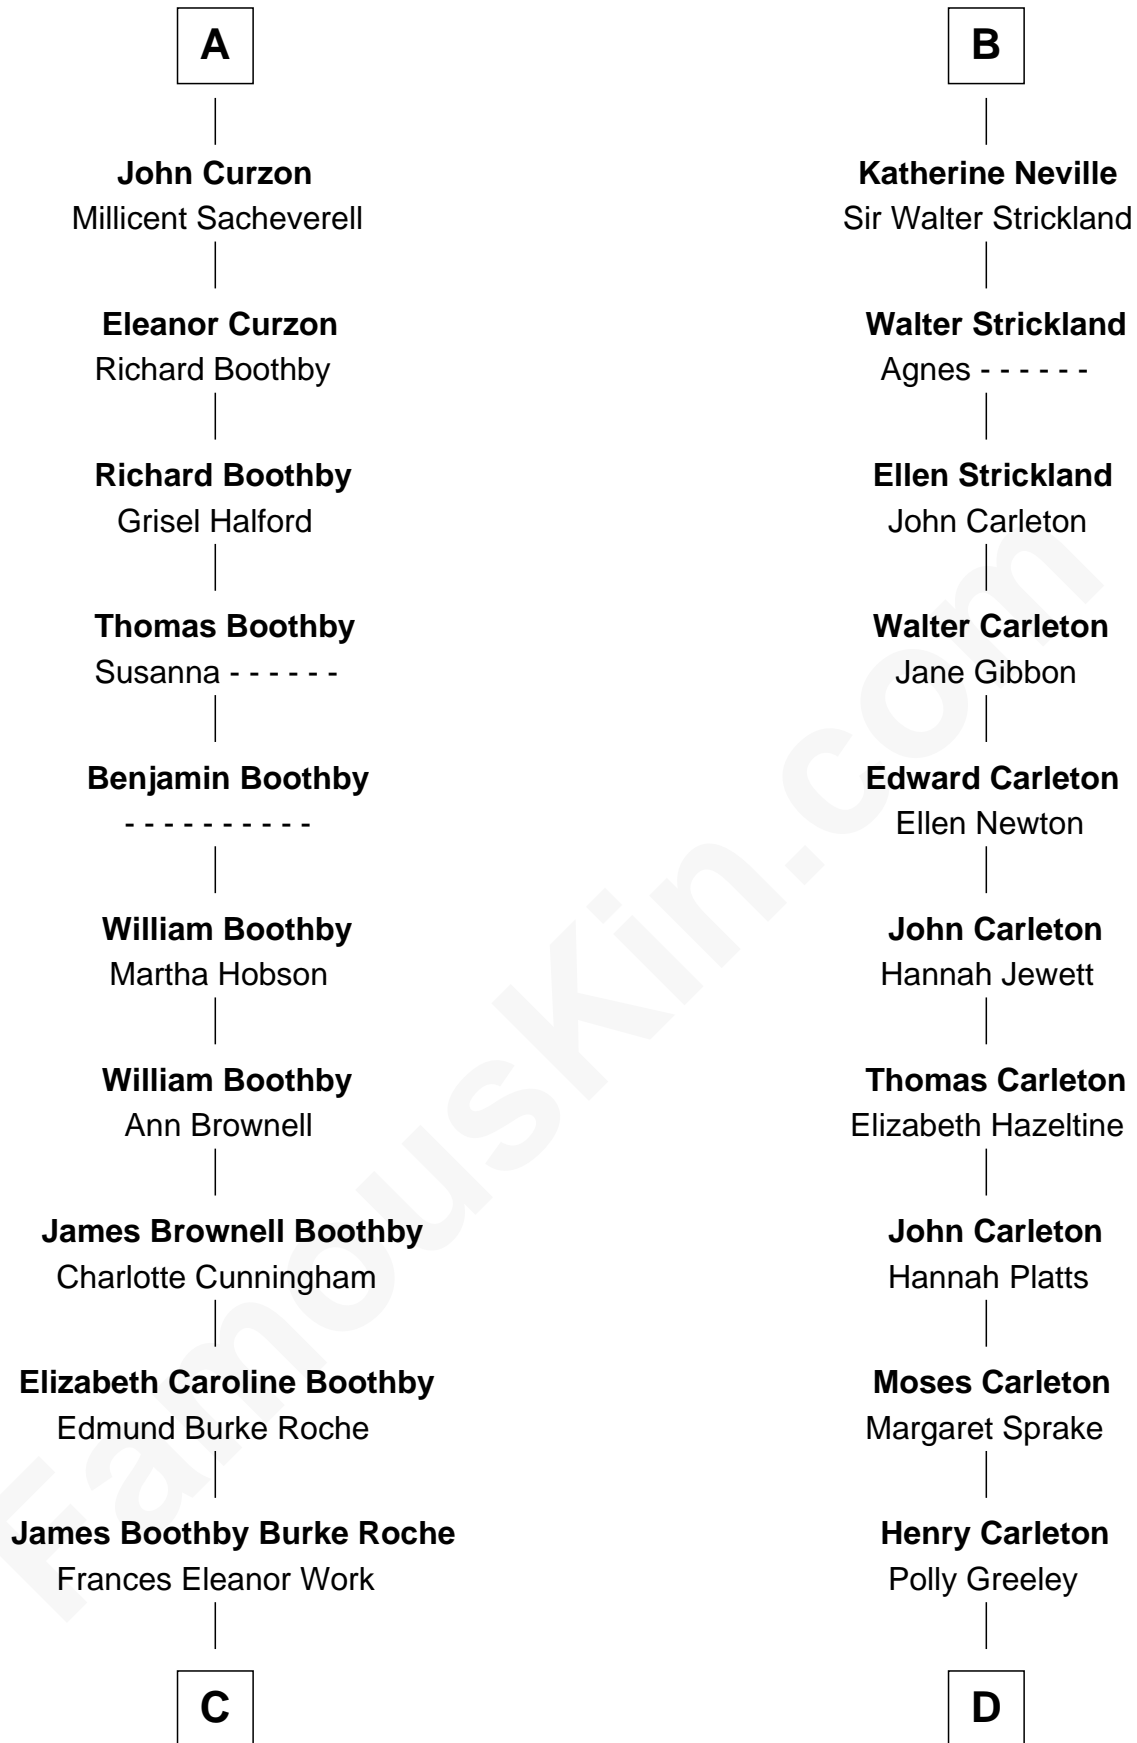 A
John Curzon
Millicent Sacheverell
Eleanor Curzon
Richard Boothby
Richard Boothby
Grisel Halford
Thomas Boothby
Susanna - - - - - -
Benjamin Boothby
- - - - - - - - - -
William Boothby
Martha Hobson
William Boothby
Ann Brownell
James Brownell Boothby
Charlotte Cunningham
Elizabeth Caroline Boothby
Edmund Burke Roche
James Boothby Burke Roche
Frances Eleanor Work
C
B
Katherine Neville
Sir Walter Strickland
Walter Strickland
Agnes - - - - - -
Ellen Strickland
John Carleton
Walter Carleton
Jane Gibbon
Edward Carleton
Ellen Newton
John Carleton
Hannah Jewett
Thomas Carleton
Elizabeth Hazeltine
John Carleton
Hannah Platts
Moses Carleton
Margaret Sprake
Henry Carleton
Polly Greeley
D
FamousKin.com